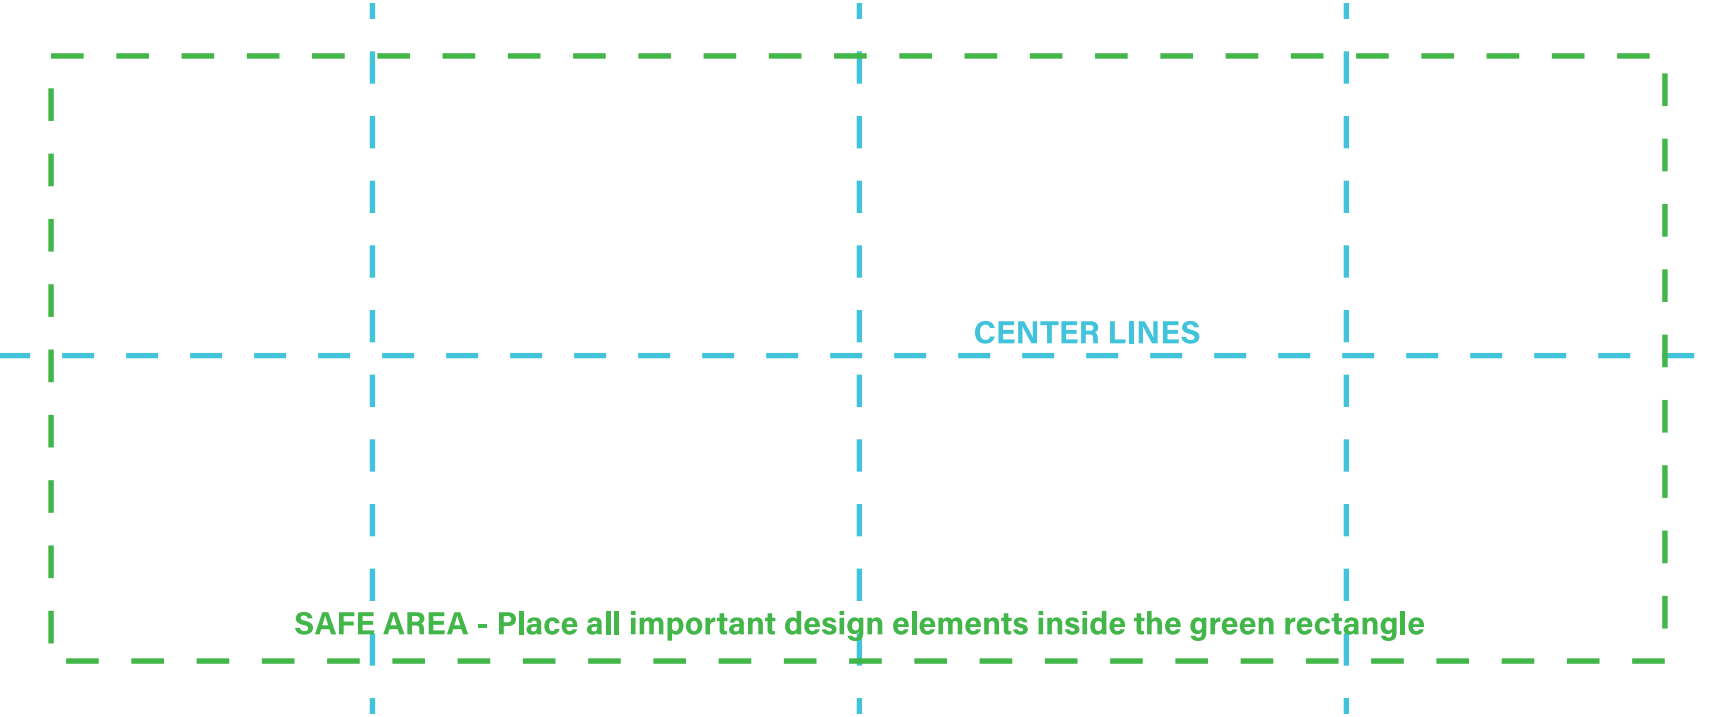 CENTER LINES
SAFE AREA - Place all important design elements inside the green rectangle